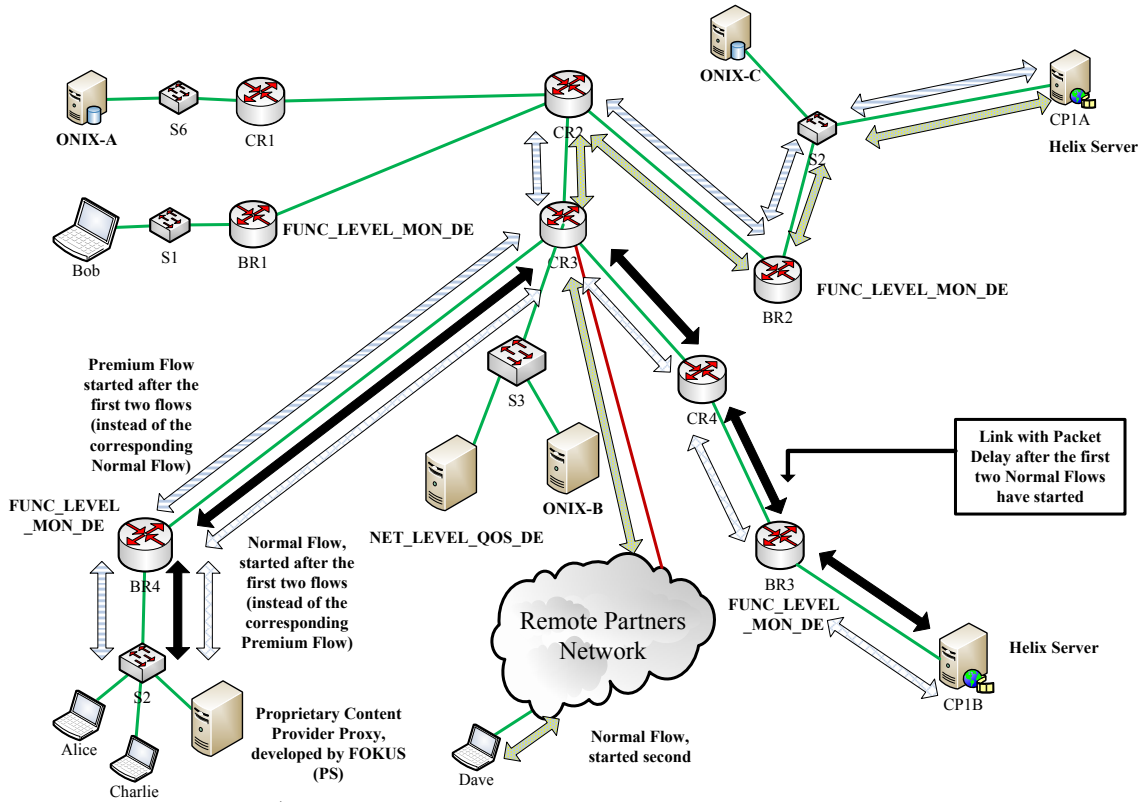 ONIX-C
CP1A
Helix Server
S2
ONIX-A
S6
CR1
CR2
Bob
S1
BR1
FUNC_LEVEL_MON_DE
CR3
BR2
FUNC_LEVEL_MON_DE
Premium Flow
started after the
first two flows
(instead of the
corresponding
Normal Flow)
S3
CR4
Link with Packet
Delay after the first
two Normal Flows
have started
FUNC_LEVEL
_MON_DE
BR4
NET_LEVEL_QOS_DE
ONIX-B
Normal Flow,
started after the
first two flows
(instead of the
corresponding
Premium Flow)
BR3
FUNC_LEVEL
_MON_DE
Remote Partners
Network
Helix Server
CP1B
S2
Alice
Charlie
Proprietary Content
Provider Proxy,
developed by FOKUS
(PS)
Dave
Normal Flow,
started second